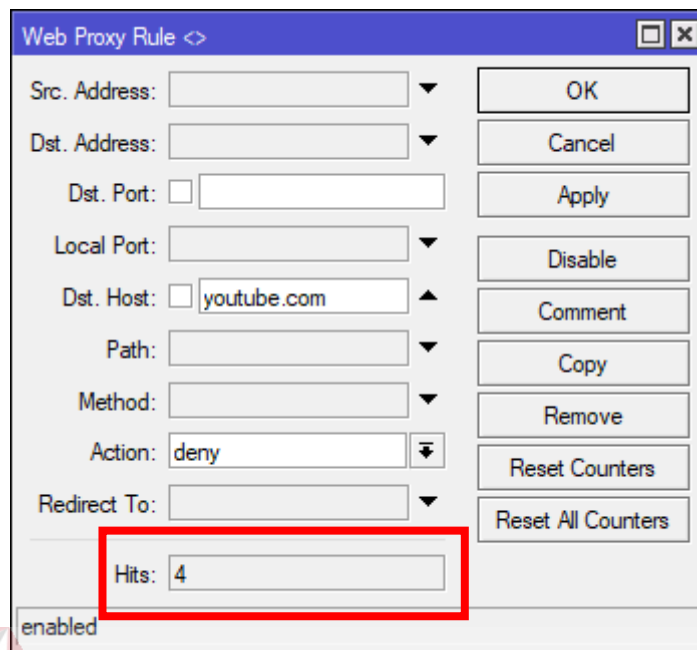 Web Proxy Rule <>
Src. Address:
OK
Dst. Address:
Cancel
Dst. Port:
Apply
Local Port:
Disable
Dst. Host: youtube.com
Comment
Path:
Copy
Method:
Remove
Action: deny
Reset Counters
Redirect To:
Reset All Counters
Hits: 4
enabled